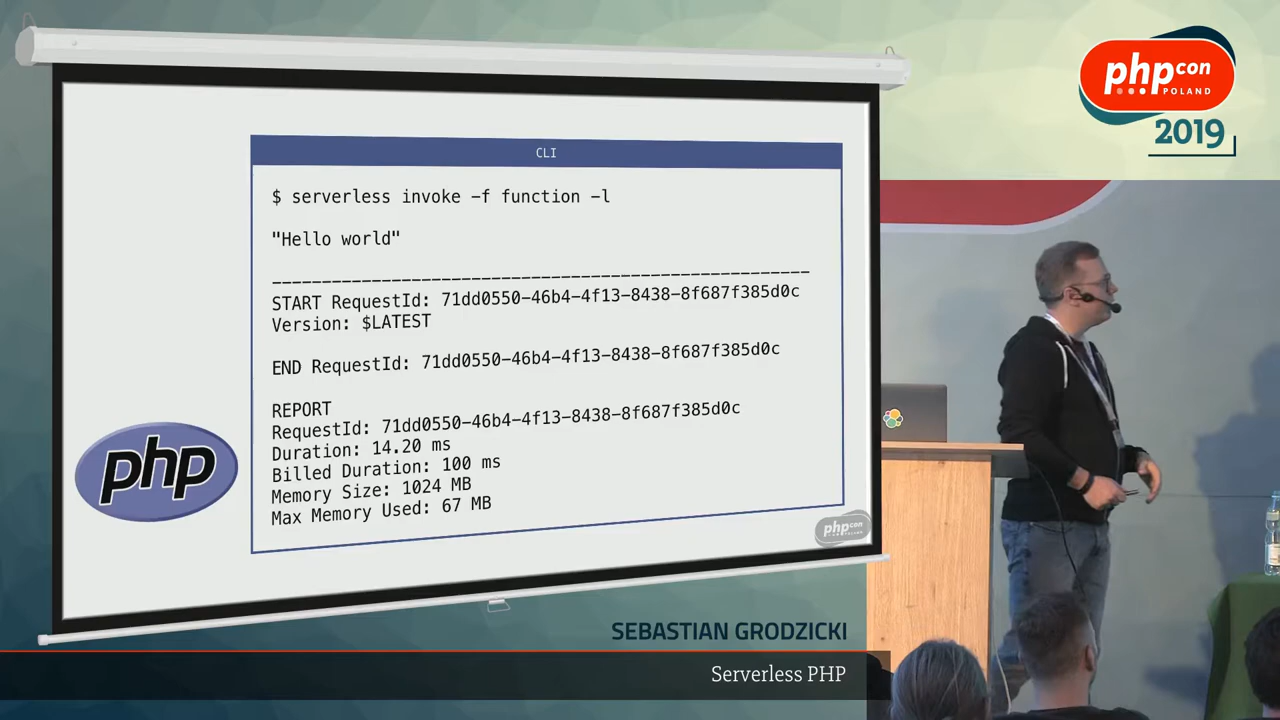 php con
POLAND
2019
CLI
$ serverless invoke -f function -l
"Hello world"
------------------------------------------------------
START RequestId: 71dd0550-46b4-4f13-8438-8f687f385d0c
Version: $LATEST
END RequestId: 71dd0550-46b4-4f13-8438-8f687f385d0c
REPORT
RequestId: 71dd0550-46b4-4f13-8438-8f687f385d0c
Duration: 14.20 ms
Billed Duration: 100 ms
Memory Size: 1024 MB
Max Memory Used: 67 MB
php
php con
POLAND
SEBASTIAN GRODZICKI
Serverless PHP